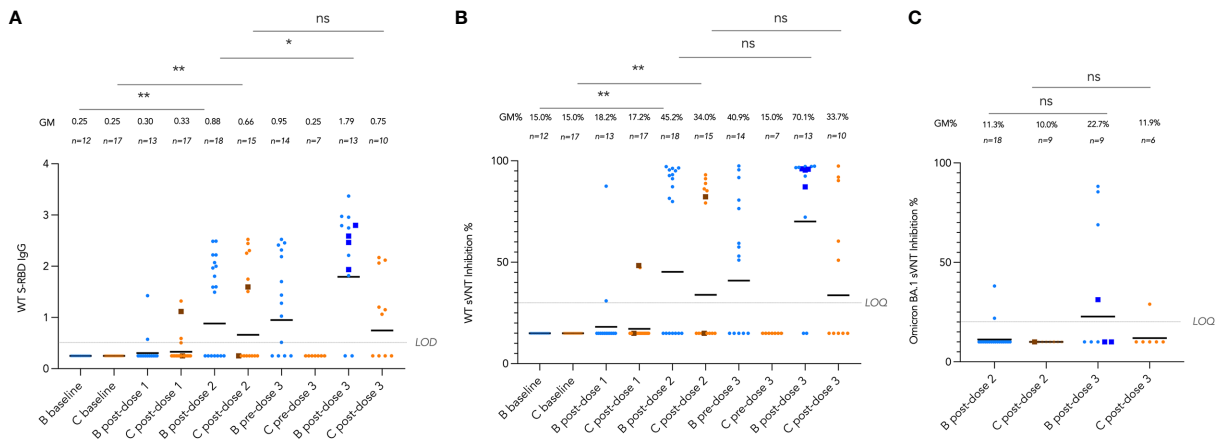 A
ns
*
**
**
GM 0.25 0.25 0.30 0.33 0.88 0.66 0.95 0.25 1.79 0.75
n=12 n=17 n=13 n=17 n=18 n=15 n=14 n=7 n=13 n=10
WT S-RBD IgG
4
3
2
1
0
LOD
B baseline
C baseline
B post-dose 1
C post-dose 1
B post-dose 2
C post-dose 2
B pre-dose 3
C pre-dose 3
B post-dose 3
C post-dose 3
B
ns
ns
**
**
GM% 15.0% 15.0% 18.2% 17.2% 45.2% 34.0% 40.9% 15.0% 70.1% 33.7%
n=12 n=17 n=13 n=17 n=18 n=15 n=14 n=7 n=13 n=10
WT sVNT Inhibition %
100
50
0
LOQ
B baseline
C baseline
B post-dose 1
C post-dose 1
B post-dose 2
C post-dose 2
B pre-dose 3
C pre-dose 3
B post-dose 3
C post-dose 3
C
ns
ns
GM% 11.3% 10.0% 22.7% 11.9%
n=18 n=9 n=9 n=6
Omicron BA.1 sVNT Inhibition %
100
50
0
LOQ
B post-dose 2
C post-dose 2
B post-dose 3
C post-dose 3